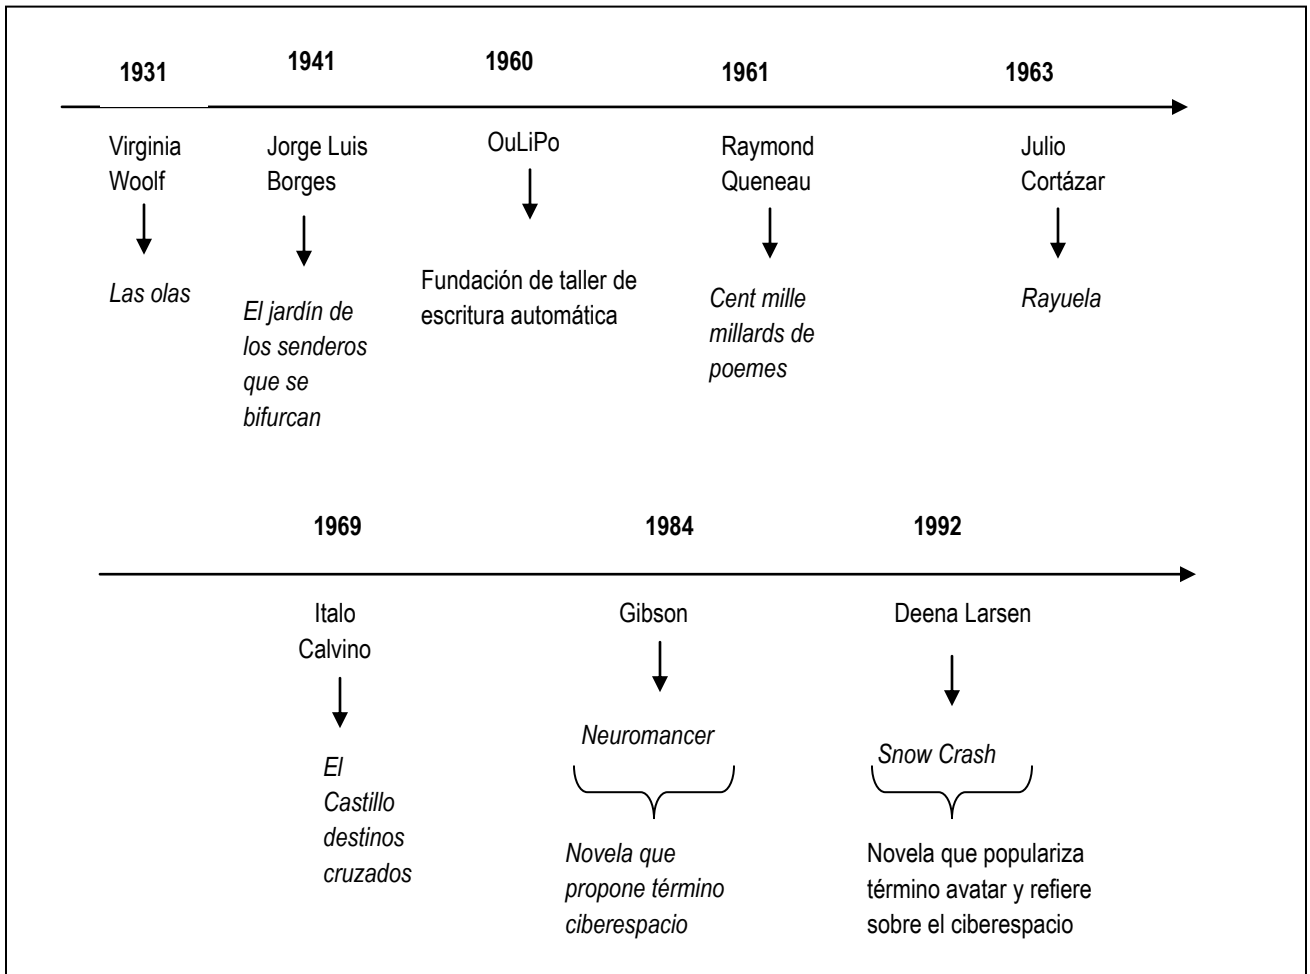 1931
1941
1960
1961
1963
Virginia
Woolf
Las olas
Jorge Luis
Borges
El jardín de
los senderos
que se
bifurcan
OuLiPo
Fundación de taller de
escritura automática
Raymond
Queneau
Cent mille
millards de
poemes
Julio
Cortázar
Rayuela
1969
1984
1992
Italo
Calvino
El
Castillo
destinos
cruzados
Gibson
Neuromancer
Novela que
propone término
ciberespacio
Deena Larsen
Snow Crash
Novela que populariza
término avatar y refiere
sobre el ciberespacio